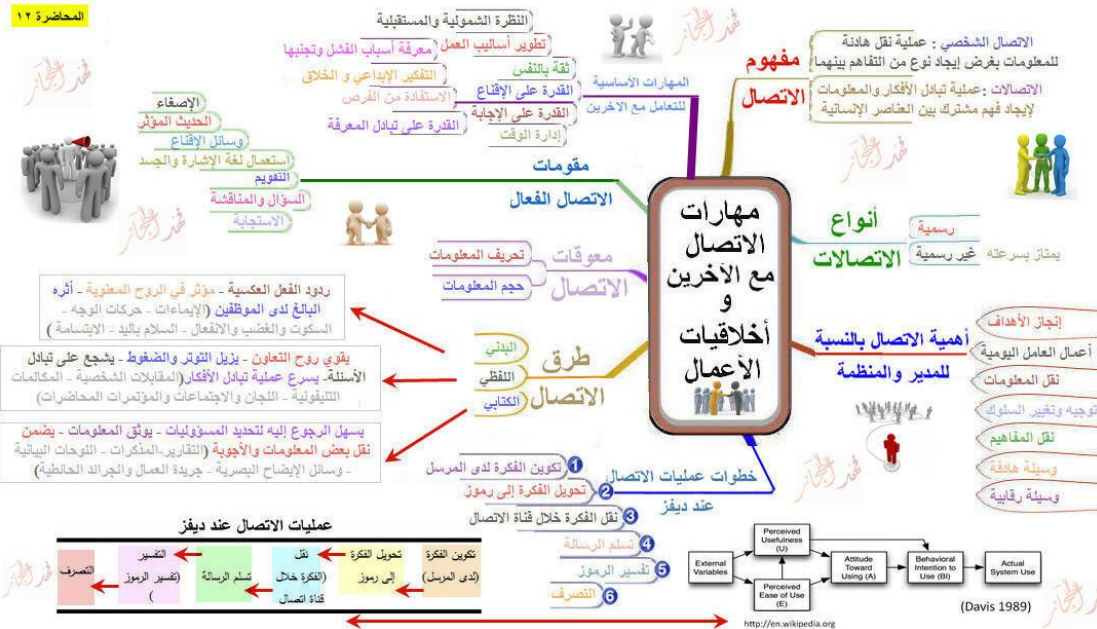 المحاضرة ١٢
مهارات
الاتصال
مع الآخرين
و
أخلاقيات
الأعمال
مفهوم
الاتصال
الاتصال الشخصي : عملية نقل هادئة
للمعلومات بغرض إيجاد نوع من التفاهم بينهما
الاتصالات :عملية تبادل الأفكار والمعلومات
لإيجاد فهم مشترك بين العناصر الإنسانية
أنواع
الاتصالات
رسمية
غير رسمية
يمتاز بسرعته
أهمية الاتصال بالنسبة
للمدير والمنظمة
إنجاز الأهداف
أعمال العامل اليومية
نقل المعلومات
توجيه وتغيير السلوك
نقل المفاهيم
وسيلة هادفة
وسيلة رقابية
المهارات الاساسية
للتعامل مع الاخرين
النظرة الشمولية والمستقبلية
تطوير أساليب العمل
معرفة أسباب الفشل وتجنبها
ثقة بالنفس
التفكير الإبداعي و الخلاق
القدرة على الإقناع
الاستفادة من الفرص
القدرة على الإجابة
القدرة على تبادل المعرفة
إدارة الوقت
مقومات
الاتصال الفعال
الإصغاء
الحديث المؤثر
وسائل الإقناع
إستعمال لغة الإشارة والجسد
التقويم
السؤال والمناقشة
الاستجابة
معوقات
الاتصال
تحريف المعلومات
حجم المعلومات
طرق
الاتصال
البدني
اللفظي
الكتابي
ردود الفعل العكسية - مؤثر في الروح المعنوية - أثره
البالغ لدى الموظفين (الإيماءات - حركات الوجه -
السكوت والغضب والانفعال - السلام باليد - الابتسامة )
يقوي روح التعاون - يزيل التوتر والضغوط - يشجع على تبادل
الأسئلة- يسرع عملية تبادل الأفكار(المقابلات الشخصية - المكالمات
التليفونية - اللجان والاجتماعات والمؤتمرات المحاضرات)
يسهل الرجوع إليه لتحديد المسؤوليات - يوثق المعلومات - يضمن
نقل بعض المعلومات والأجوبة (التقارير-المذكرات - اللوحات البيانية
- وسائل الإيضاح البصرية - جريدة العمال والجرائد الحائطية)
خطوات عمليات الاتصال
عند ديفز
1 تكوين الفكرة لدى المرسل
2 تحويل الفكرة إلى رموز
3 نقل الفكرة خلال قناة الاتصال
4 تسلم الرسالة
5 تفسير الرموز
6 التصرف
عمليات الاتصال عند ديفز
تكوين الفكرة
(لدى المرسل)
تحويل الفكرة
إلى رموز
نقل
(الفكرة خلال
قناة اتصال
تسلم الرسالة
التفسير
(تفسير الرموز
)
التصرف
External
Variables
Perceived
Usefulness
(U)
Perceived
Ease of Use
(E)
Attitude
Toward
Using (A)
Behavioral
Intention to
Use (BI)
Actual
System Use
(Davis 1989)
http://en.wikipedia.org